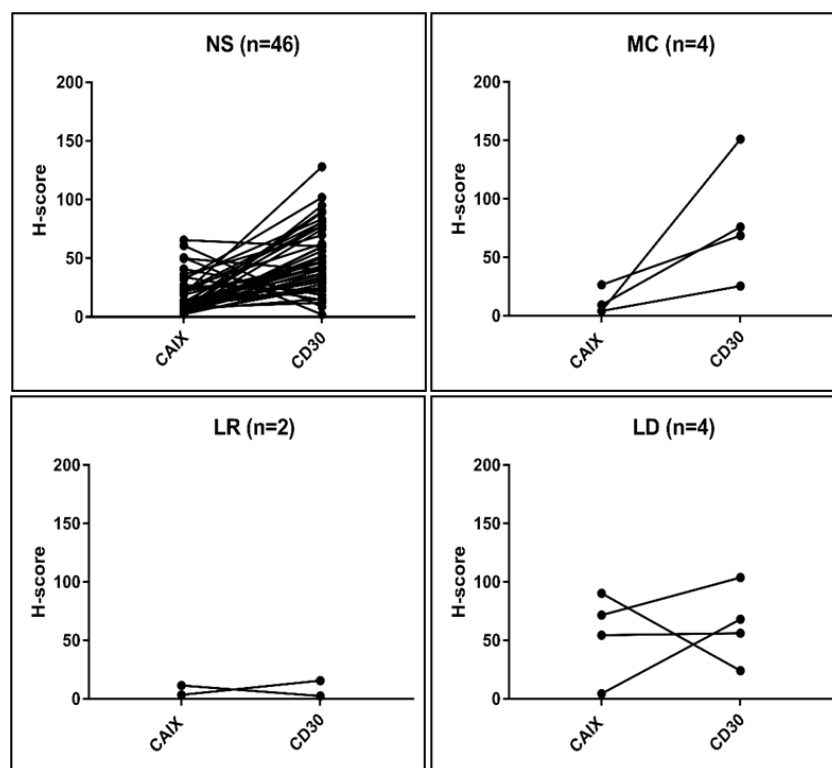 NS (n=46)
200
150
100
50
0
H-score
CAIX
CD30
MC (n=4)
200
150
100
50
0
H-score
CAIX
CD30
LR (n=2)
200
150
100
50
0
H-score
CAIX
CD30
LD (n=4)
200
150
100
50
0
H-score
CAIX
CD30